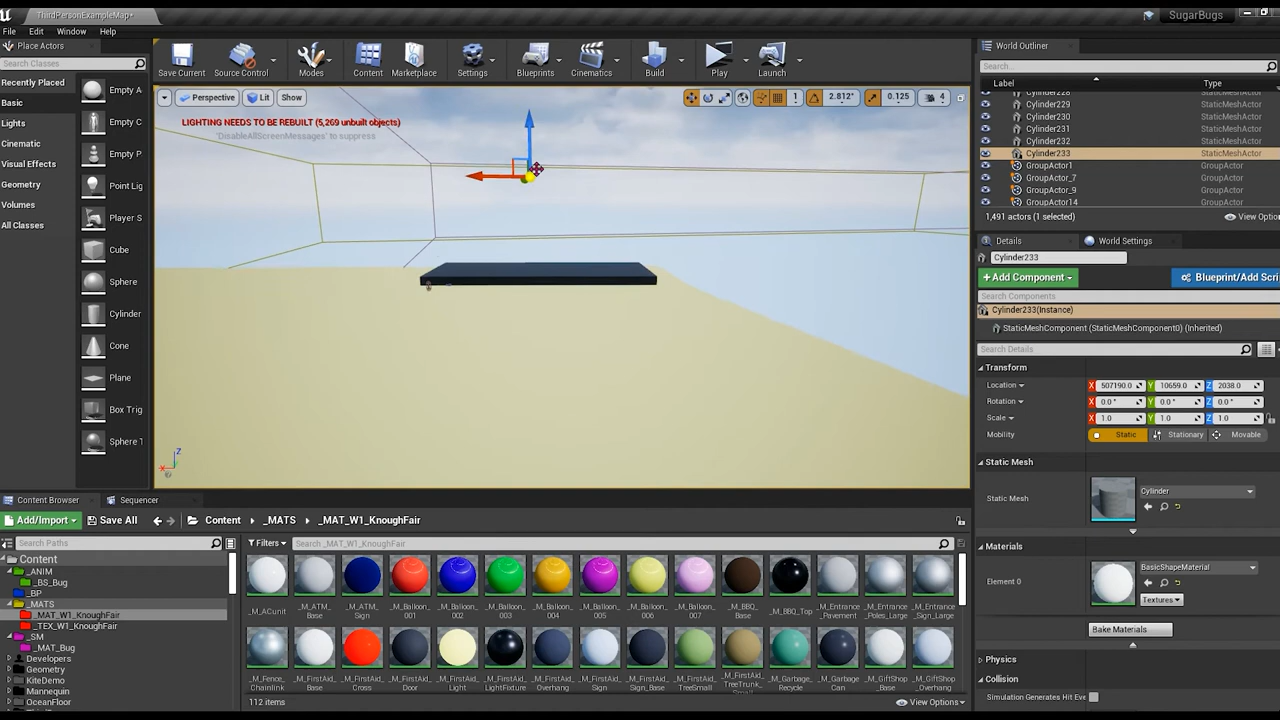 ThirdPersonExampleMap*
SugarBugs
File Edit Window Help
Place Actors
Search Classes
Recently Placed
Basic
Lights
Cinematic
Visual Effects
Geometry
Volumes
All Classes
Empty A
Empty C
Empty P
Point Lig
Player S
Cube
Sphere
Cylinder
Cone
Plane
Box Trig
Sphere T
Save Current
Source Control
Modes
Content
Marketplace
Settings
Blueprints
Cinematics
Build
Play
Launch
Perspective
Lit
Show
1
2.812°
0.125
4
LIGHTING NEEDS TO BE REBUILT (5,269 unbuilt objects)
'DisableAllScreenMessages' to suppress
Z
X
World Outliner
Search...
Label Type
Cylinder228 StaticMeshActor
Cylinder229 StaticMeshActor
Cylinder230 StaticMeshActor
Cylinder231 StaticMeshActor
Cylinder232 StaticMeshActor
Cylinder233 StaticMeshActor
GroupActor1 GroupActor
GroupActor_7 GroupActor
GroupActor_9 GroupActor
GroupActor14 GroupActor
1,491 actors (1 selected)
View Optio
Details
World Settings
Cylinder233
+ Add Component
Blueprint/Add Scri
Search Components
Cylinder233(Instance)
StaticMeshComponent (StaticMeshComponent0) (Inherited)
Search Details
Transform
Location X 507190.0 Y 10659.0 Z 2038.0
Rotation X 0.0 ° Y 0.0 ° Z 0.0 °
Scale X 1.0 Y 1.0 Z 1.0
Mobility Static Stationary Movable
Static Mesh
Static Mesh Cylinder
Materials
Element 0 BasicShapeMaterial
Textures
Bake Materials
Physics
Collision
Simulation Generates Hit Eve
Content Browser
Sequencer
Add/Import
Save All
Content
_MATS
_MAT_W1_KnoughFair
Search Paths
Filters
Search _MAT_W1_KnoughFair
Content
_ANIM
_BS_Bug
_BP
_MATS
_MAT_W1_KnoughFair
_TEX_W1_KnoughFair
_SM
_MAT_Bug
Developers
Geometry
KiteDemo
Mannequin
OceanFloor
_M_ACunit
_M_ATM_Base
_M_ATM_Sign
_M_Balloon_001
_M_Balloon_002
_M_Balloon_003
_M_Balloon_004
_M_Balloon_005
_M_Balloon_006
_M_Balloon_007
_M_BBQ_Base
_M_BBQ_Top
_M_Entrance_Pavement
_M_Entrance_Poles_Large
_M_Entrance_Sign_Large
_M_Fence_Chainlink
_M_FirstAid_Base
_M_FirstAid_Cross
_M_FirstAid_Door
_M_FirstAid_Light
_M_FirstAid_LightFixture
_M_FirstAid_Overhang
_M_FirstAid_Sign
_M_FirstAid_Sign_Base
_M_FirstAid_TreeSmall
_M_FirstAid_TreeTrunk_Small
_M_Garbage_Recycle
_M_Garbage_Can
_M_GiftShop_Base
_M_GiftShop_Overhang
112 items
View Options